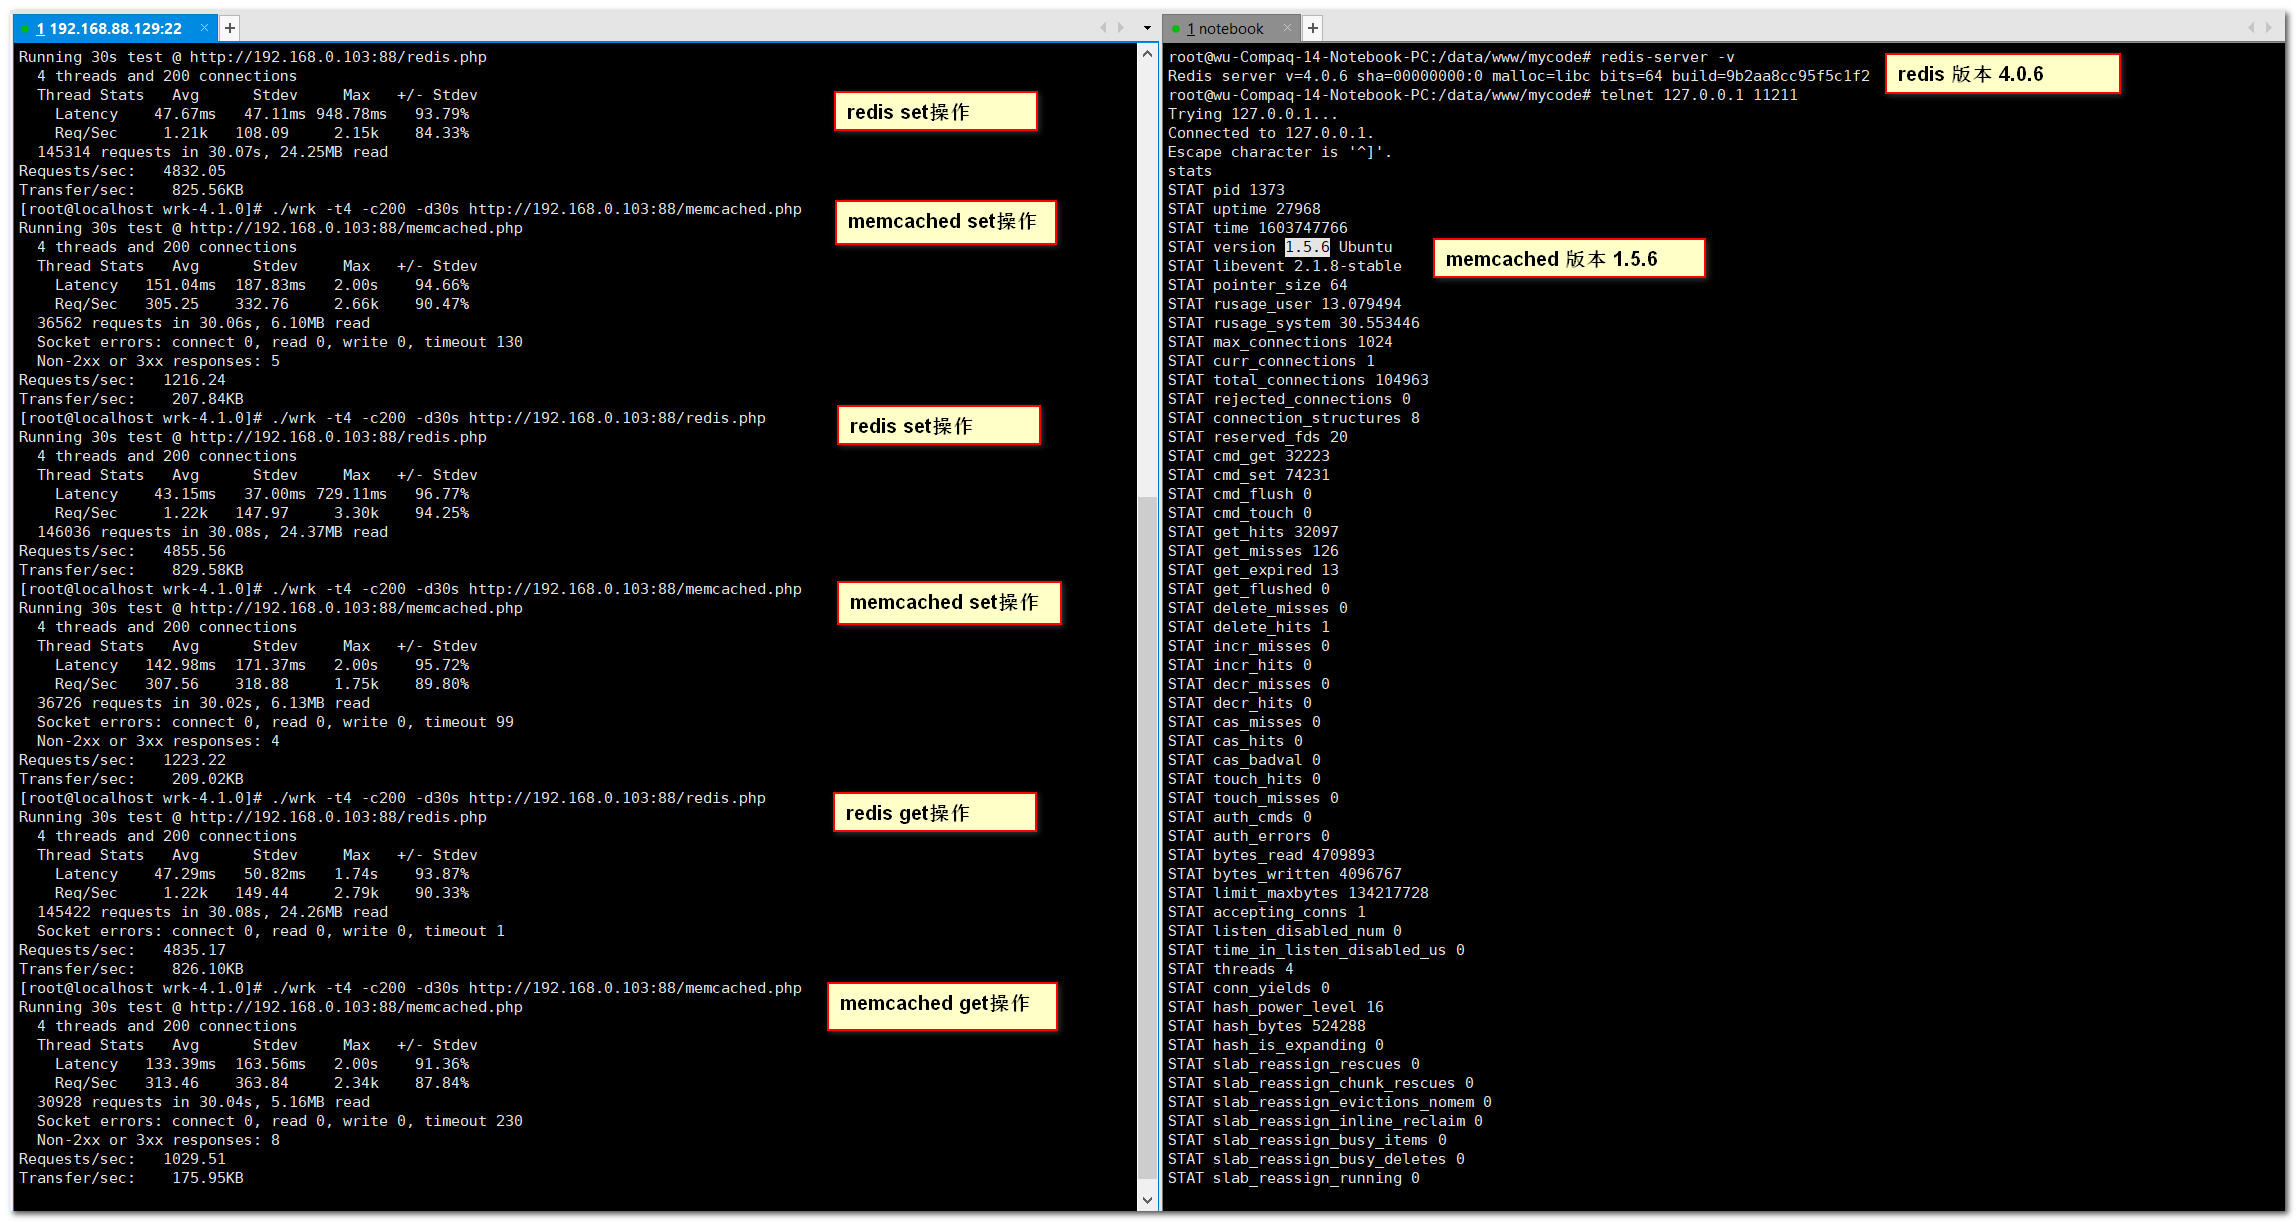 1 192.168.88.129:22
Running 30s test @ http://192.168.0.103:88/redis.php
4 threads and 200 connections
Thread Stats Avg Stdev Max +/- Stdev
Latency 47.67ms 47.11ms 948.78ms 93.79%
Req/Sec 1.21k 108.09 2.15k 84.33%
145314 requests in 30.07s, 24.25MB read
Requests/sec: 4832.05
Transfer/sec: 825.56KB
redis set操作
[root@localhost wrk-4.1.0]# ./wrk -t4 -c200 -d30s http://192.168.0.103:88/memcached.php
Running 30s test @ http://192.168.0.103:88/memcached.php
4 threads and 200 connections
Thread Stats Avg Stdev Max +/- Stdev
Latency 151.04ms 187.83ms 2.00s 94.66%
Req/Sec 305.25 332.76 2.66k 90.47%
36562 requests in 30.06s, 6.10MB read
Socket errors: connect 0, read 0, write 0, timeout 130
Non-2xx or 3xx responses: 5
Requests/sec: 1216.24
Transfer/sec: 207.84KB
memcached set操作
[root@localhost wrk-4.1.0]# ./wrk -t4 -c200 -d30s http://192.168.0.103:88/redis.php
Running 30s test @ http://192.168.0.103:88/redis.php
4 threads and 200 connections
Thread Stats Avg Stdev Max +/- Stdev
Latency 43.15ms 37.00ms 729.11ms 96.77%
Req/Sec 1.22k 147.97 3.30k 94.25%
146036 requests in 30.08s, 24.37MB read
Requests/sec: 4855.56
Transfer/sec: 829.58KB
redis set操作
[root@localhost wrk-4.1.0]# ./wrk -t4 -c200 -d30s http://192.168.0.103:88/memcached.php
Running 30s test @ http://192.168.0.103:88/memcached.php
4 threads and 200 connections
Thread Stats Avg Stdev Max +/- Stdev
Latency 142.98ms 171.37ms 2.00s 95.72%
Req/Sec 307.56 318.88 1.75k 89.80%
36726 requests in 30.02s, 6.13MB read
Socket errors: connect 0, read 0, write 0, timeout 99
Non-2xx or 3xx responses: 4
Requests/sec: 1223.22
Transfer/sec: 209.02KB
memcached set操作
[root@localhost wrk-4.1.0]# ./wrk -t4 -c200 -d30s http://192.168.0.103:88/redis.php
Running 30s test @ http://192.168.0.103:88/redis.php
4 threads and 200 connections
Thread Stats Avg Stdev Max +/- Stdev
Latency 47.29ms 50.82ms 1.74s 93.87%
Req/Sec 1.22k 149.44 2.79k 90.33%
145422 requests in 30.08s, 24.26MB read
Socket errors: connect 0, read 0, write 0, timeout 1
Requests/sec: 4835.17
Transfer/sec: 826.10KB
redis get操作
[root@localhost wrk-4.1.0]# ./wrk -t4 -c200 -d30s http://192.168.0.103:88/memcached.php
Running 30s test @ http://192.168.0.103:88/memcached.php
4 threads and 200 connections
Thread Stats Avg Stdev Max +/- Stdev
Latency 133.39ms 163.56ms 2.00s 91.36%
Req/Sec 313.46 363.84 2.34k 87.84%
30928 requests in 30.04s, 5.16MB read
Socket errors: connect 0, read 0, write 0, timeout 230
Non-2xx or 3xx responses: 8
Requests/sec: 1029.51
Transfer/sec: 175.95KB
memcached get操作
1 notebook
root@wu-Compaq-14-Notebook-PC:/data/www/mycode# redis-server -v
Redis server v=4.0.6 sha=00000000:0 malloc=libc bits=64 build=9b2aa8cc95f5c1f2
redis 版本 4.0.6
root@wu-Compaq-14-Notebook-PC:/data/www/mycode# telnet 127.0.0.1 11211
Trying 127.0.0.1...
Connected to 127.0.0.1.
Escape character is '^]'.
stats
STAT pid 1373
STAT uptime 27968
STAT time 1603747766
STAT version 1.5.6 Ubuntu
memcached 版本 1.5.6
STAT libevent 2.1.8-stable
STAT pointer_size 64
STAT rusage_user 13.079494
STAT rusage_system 30.553446
STAT max_connections 1024
STAT curr_connections 1
STAT total_connections 104963
STAT rejected_connections 0
STAT connection_structures 8
STAT reserved_fds 20
STAT cmd_get 32223
STAT cmd_set 74231
STAT cmd_flush 0
STAT cmd_touch 0
STAT get_hits 32097
STAT get_misses 126
STAT get_expired 13
STAT get_flushed 0
STAT delete_misses 0
STAT delete_hits 1
STAT incr_misses 0
STAT incr_hits 0
STAT decr_misses 0
STAT decr_hits 0
STAT cas_misses 0
STAT cas_hits 0
STAT cas_badval 0
STAT touch_hits 0
STAT touch_misses 0
STAT auth_cmds 0
STAT auth_errors 0
STAT bytes_read 4709893
STAT bytes_written 4096767
STAT limit_maxbytes 134217728
STAT accepting_conns 1
STAT listen_disabled_num 0
STAT time_in_listen_disabled_us 0
STAT threads 4
STAT conn_yields 0
STAT hash_power_level 16
STAT hash_bytes 524288
STAT hash_is_expanding 0
STAT slab_reassign_rescues 0
STAT slab_reassign_chunk_rescues 0
STAT slab_reassign_evictions_nomem 0
STAT slab_reassign_inline_reclaim 0
STAT slab_reassign_busy_items 0
STAT slab_reassign_busy_deletes 0
STAT slab_reassign_running 0